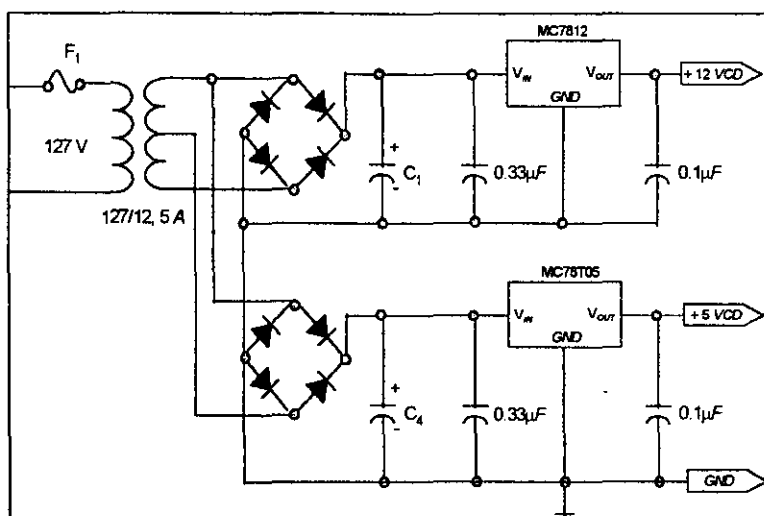 F1
127 V
127/12, 5 A
MC7812
VIN
VOUT
GND
+ 12 VCD
+
-
C1
0.33µF
0.1µF
MC78T05
VIN
VOUT
GND
+ 5 VCD
+
-
C4
0.33µF
0.1µF
GND